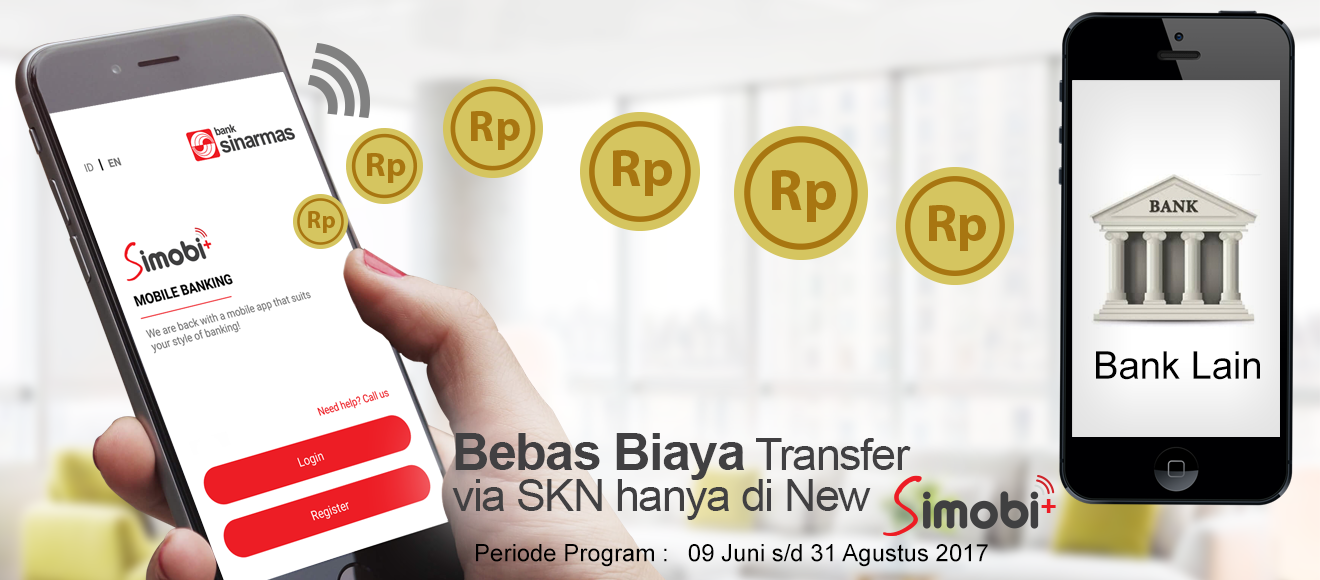 bank
sinarmas
ID | EN
Simobi+
MOBILE BANKING
We are back with a mobile app that suits
your style of banking!
Need help? Call us
Login
Register
Rp
Rp
Rp
Rp
Rp
Rp
BANK
Bank Lain
Bebas Biaya Transfer
via SKN hanya di New Simobi+
Periode Program : 09 Juni s/d 31 Agustus 2017